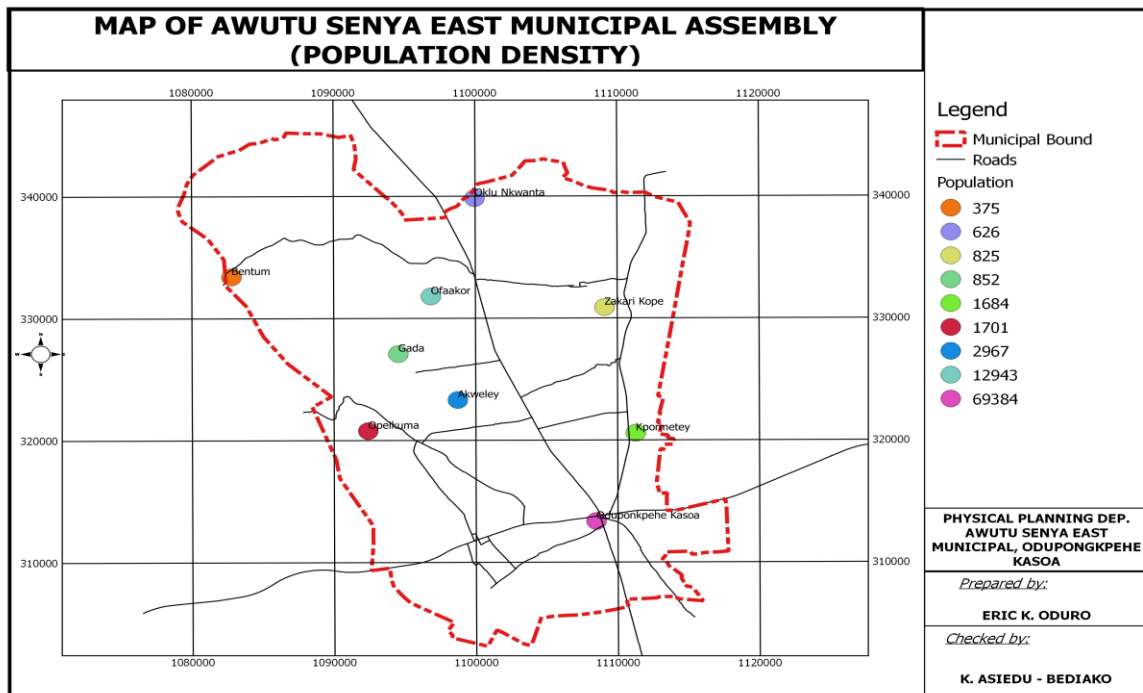 MAP OF AWUTU SENYA EAST MUNICIPAL ASSEMBLY
(POPULATION DENSITY)
1080000 1090000 1100000 1110000 1120000
340000 340000
330000 330000
320000 320000
310000 310000
1080000 1090000 1100000 1110000 1120000
Oklu Nkwanta
Bentum
Ofaakor
Zakari Kope
Gada
Akweley
Opeikuma
Kpormetey
Oduponkpehe Kasoa
N
W E
S
Legend
Municipal Bound
Roads
Population
375
626
825
852
1684
1701
2967
12943
69384
PHYSICAL PLANNING DEP.
AWUTU SENYA EAST
MUNICIPAL, ODUPONGKPEHE
KASOA
Prepared by:
ERIC K. ODURO
Checked by:
K. ASIEDU - BEDIAKO